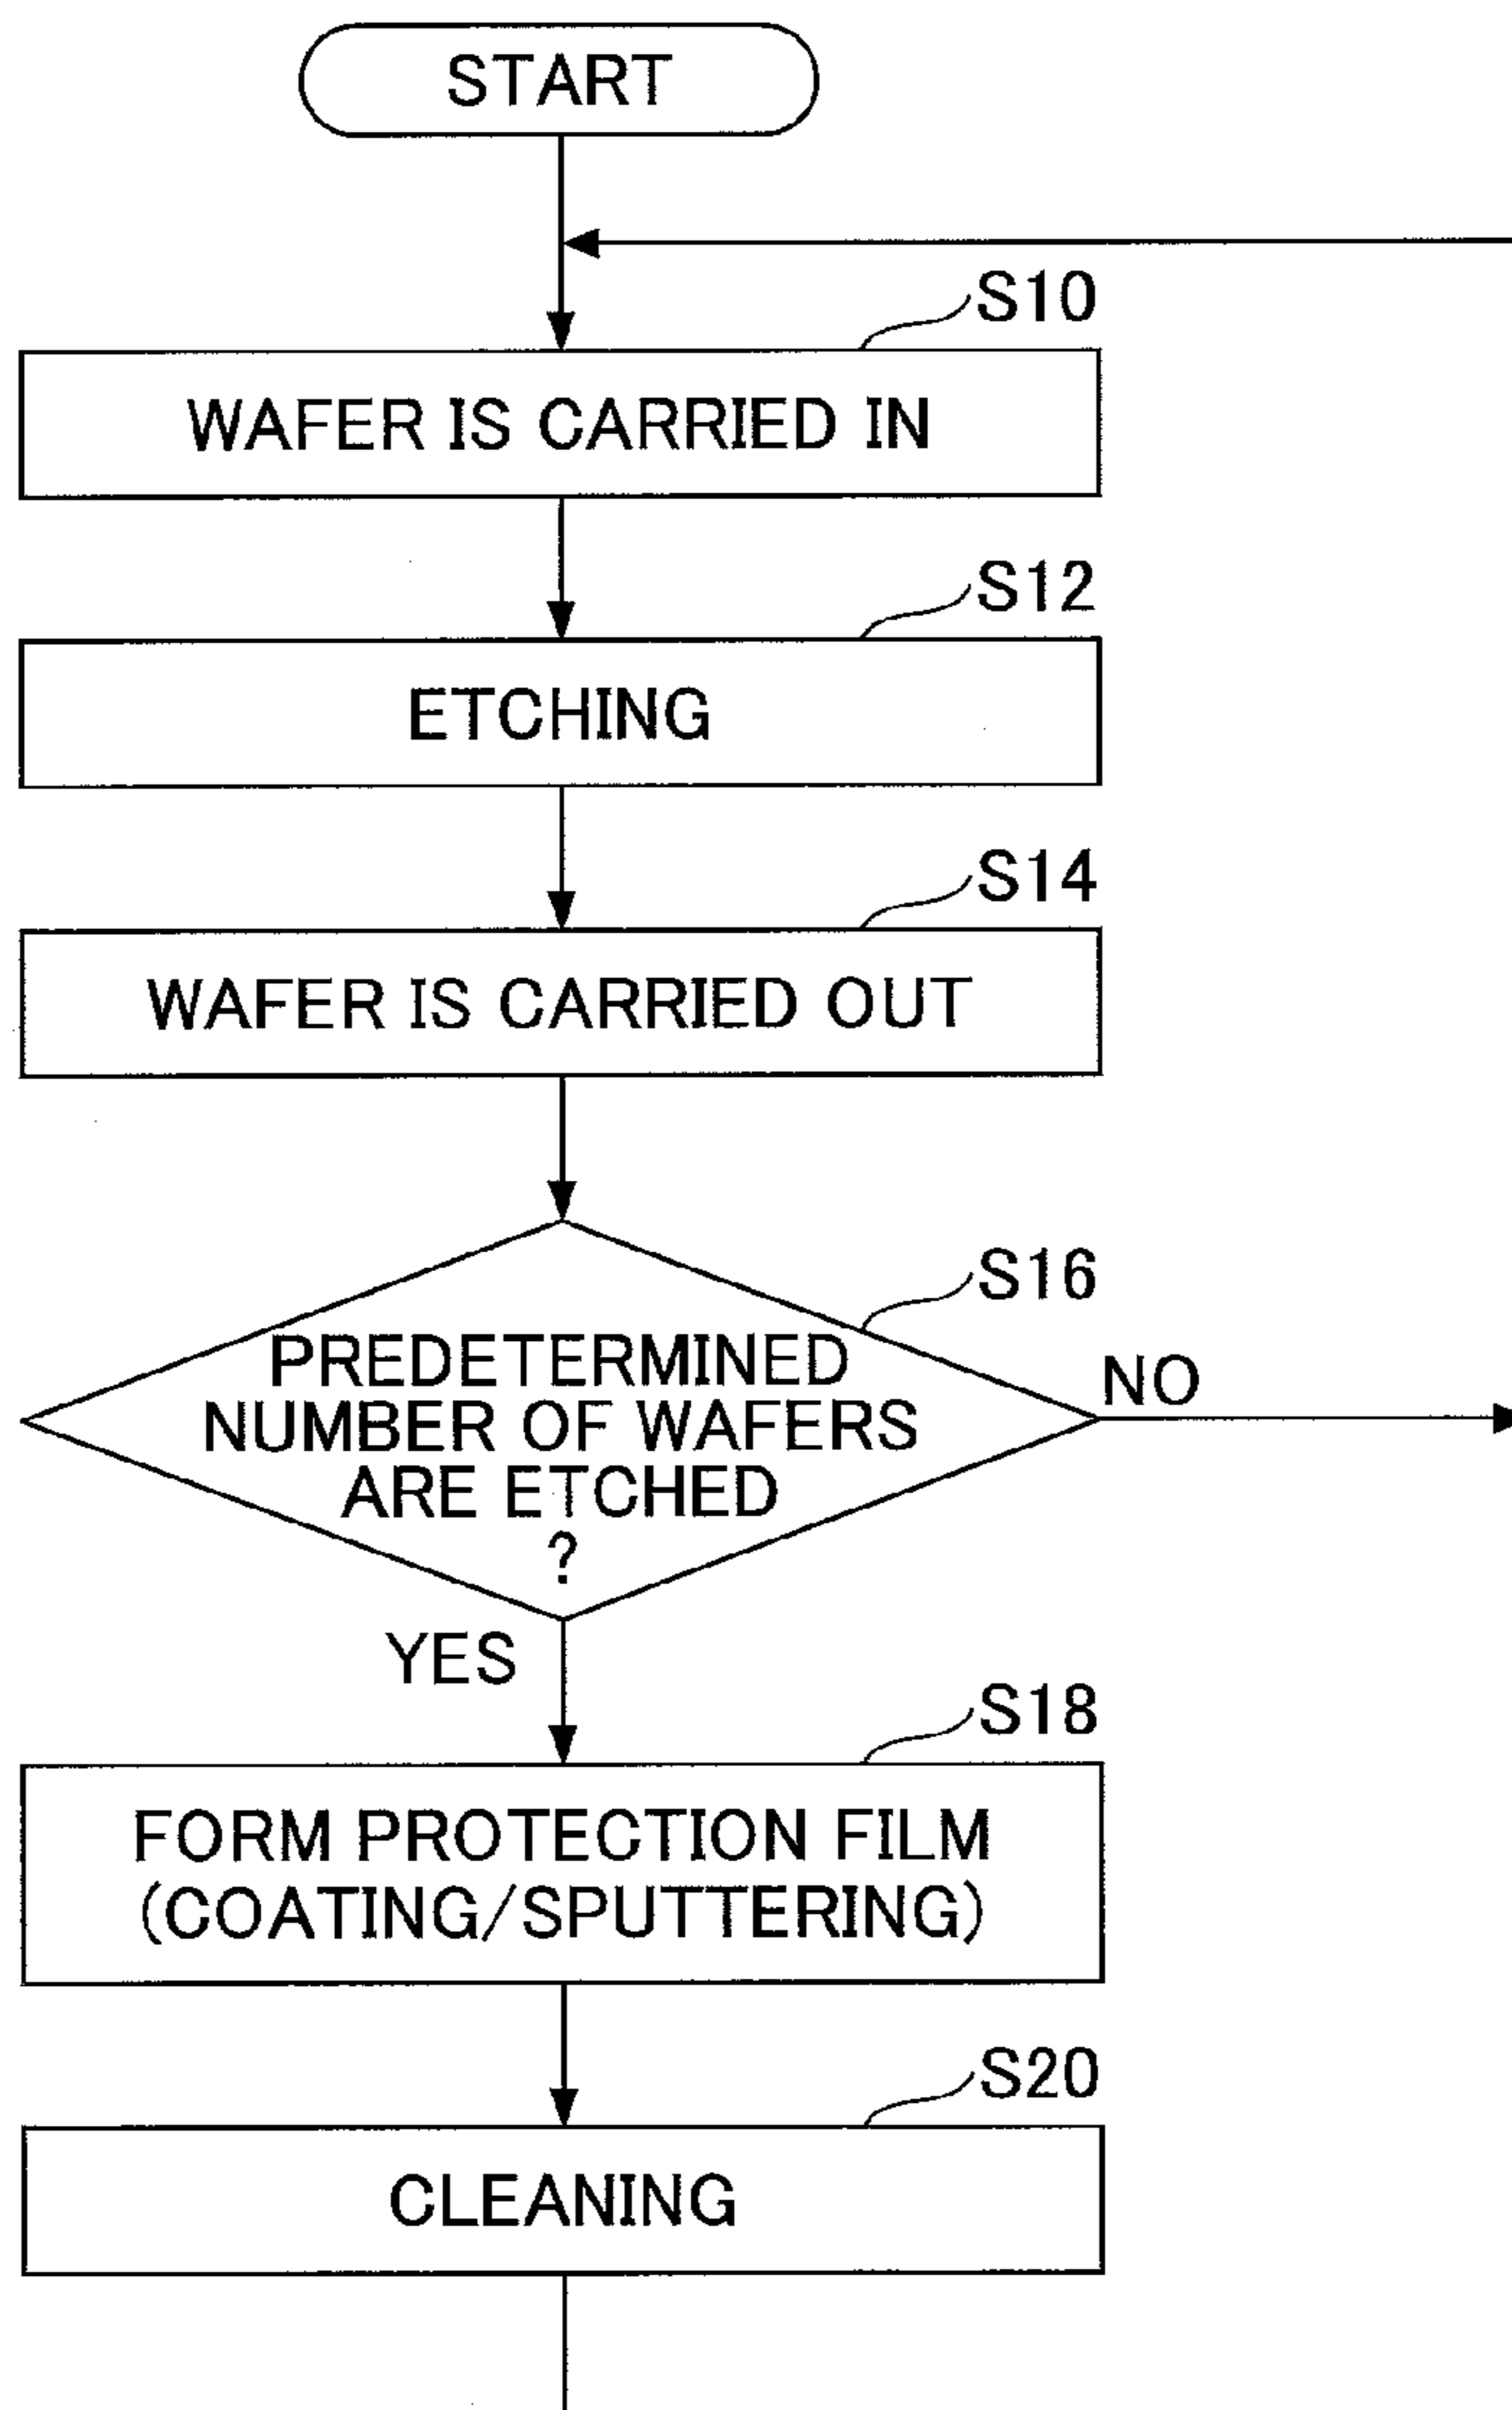 START
S10
WAFER IS CARRIED IN
S12
ETCHING
S14
WAFER IS CARRIED OUT
S16
PREDETERMINED
NUMBER OF WAFERS
ARE ETCHED
?
NO
YES
S18
FORM PROTECTION FILM
(COATING/SPUTTERING)
S20
CLEANING